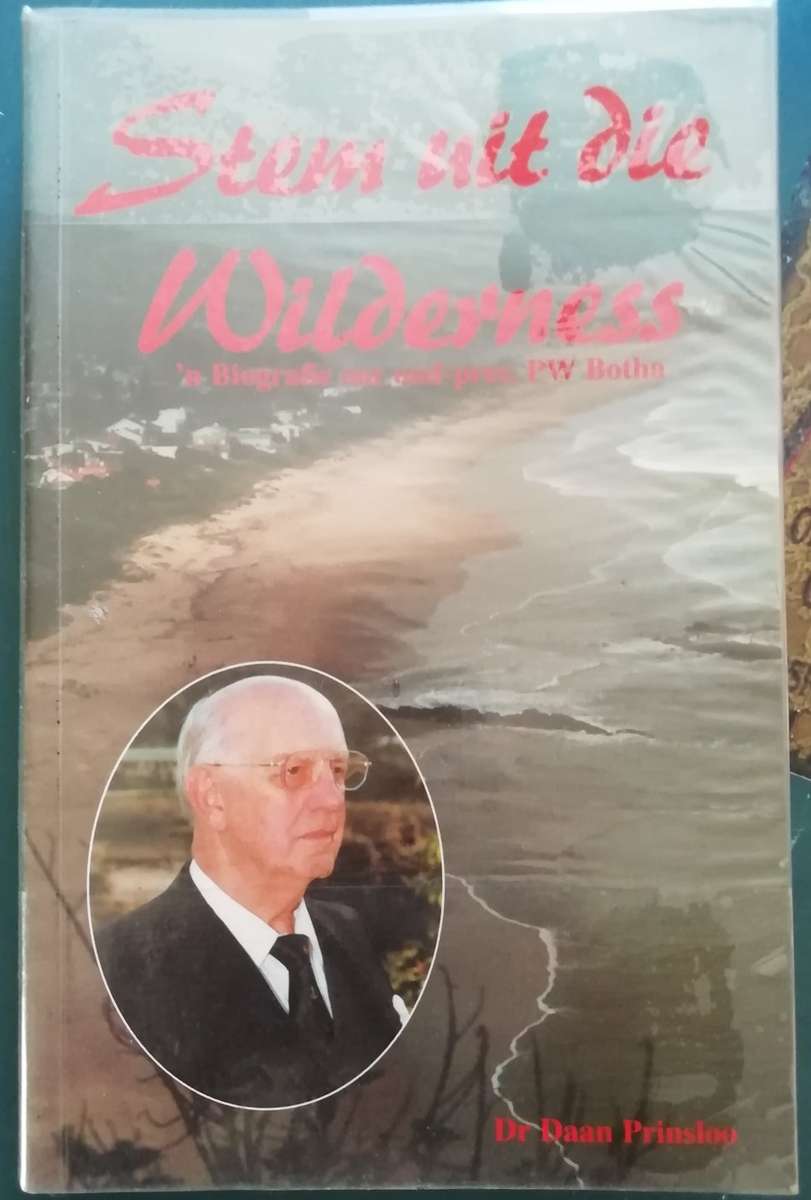 Stem uit die
Wilderness
'n Biografie oor oud-pres. PW Botha
Dr Daan Prinsloo